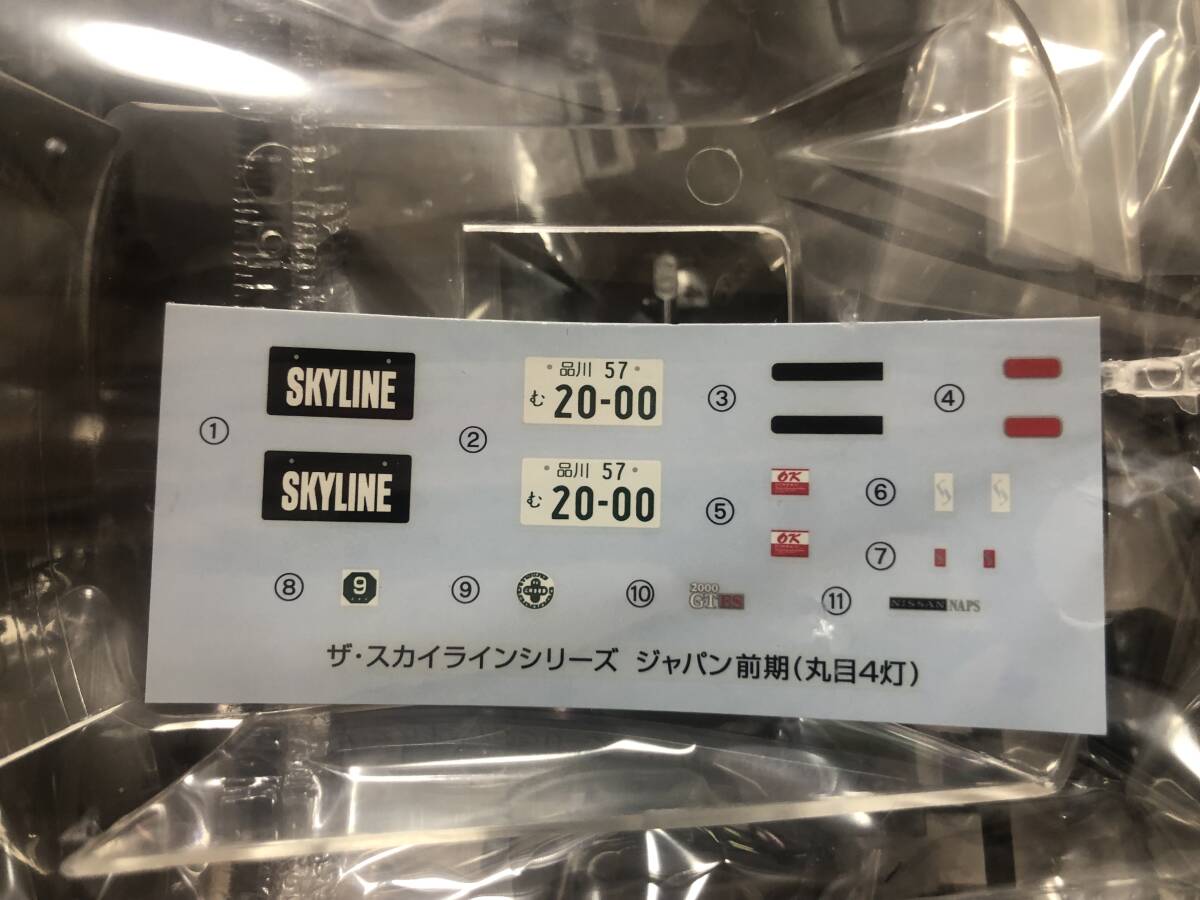 ①
SKYLINE
SKYLINE
②
品川 57
む 20-00
品川 57
む 20-00
③
④
⑤
OK
OK
⑥
⑦
⑧
9
⑨
⑩
2000
GT-ES
⑪
NISSAN NAPS
ザ・スカイラインシリーズ ジャパン前期(丸目4灯)